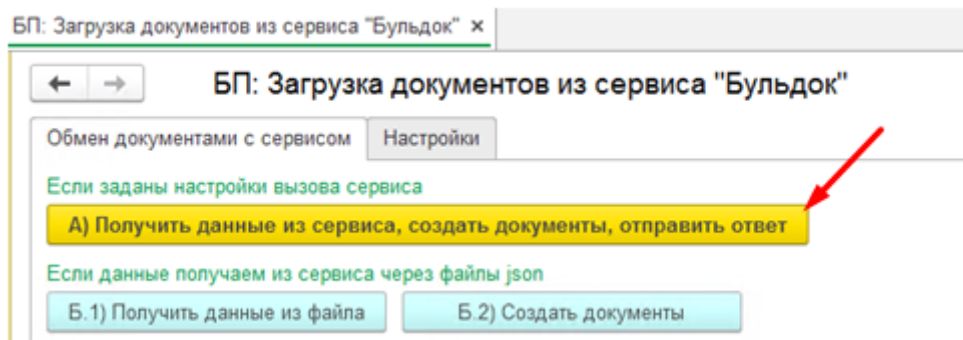 БП: Загрузка документов из сервиса "Бульдок" ×
БП: Загрузка документов из сервиса "Бульдок"
Обмен документами с сервисом Настройки
Если заданы настройки вызова сервиса
А) Получить данные из сервиса, создать документы, отправить ответ
Если данные получаем из сервиса через файлы json
Б.1) Получить данные из файла Б.2) Создать документы